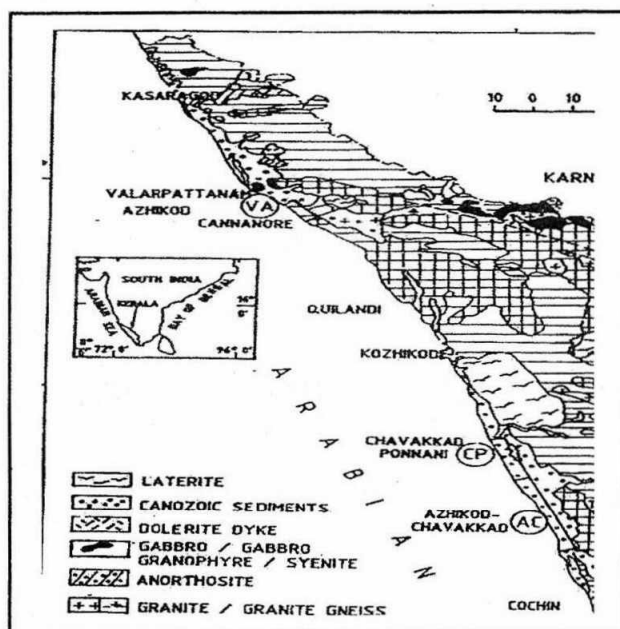 KASARAGOD
30 0 10
KARN
VALARPATTANAM
AZHIKOD
VA
CANNANORE
SOUTH INDIA
KERALA
ARABIAN SEA
BAY OF BENGAL
QUILANDI
KOZHIKODE
ARABIAN
CHAVAKKAD
PONNANI
CP
AZHIKOD-
CHAVAKKAD
AC
COCHIN
LATERITE
CANOZOIC SEDIMENTS
DOLERITE DYKE
GABBRO / GABBRO
GRANOPHYRE / SYENITE
ANORTHOSITE
GRANITE / GRANITE GNEISS